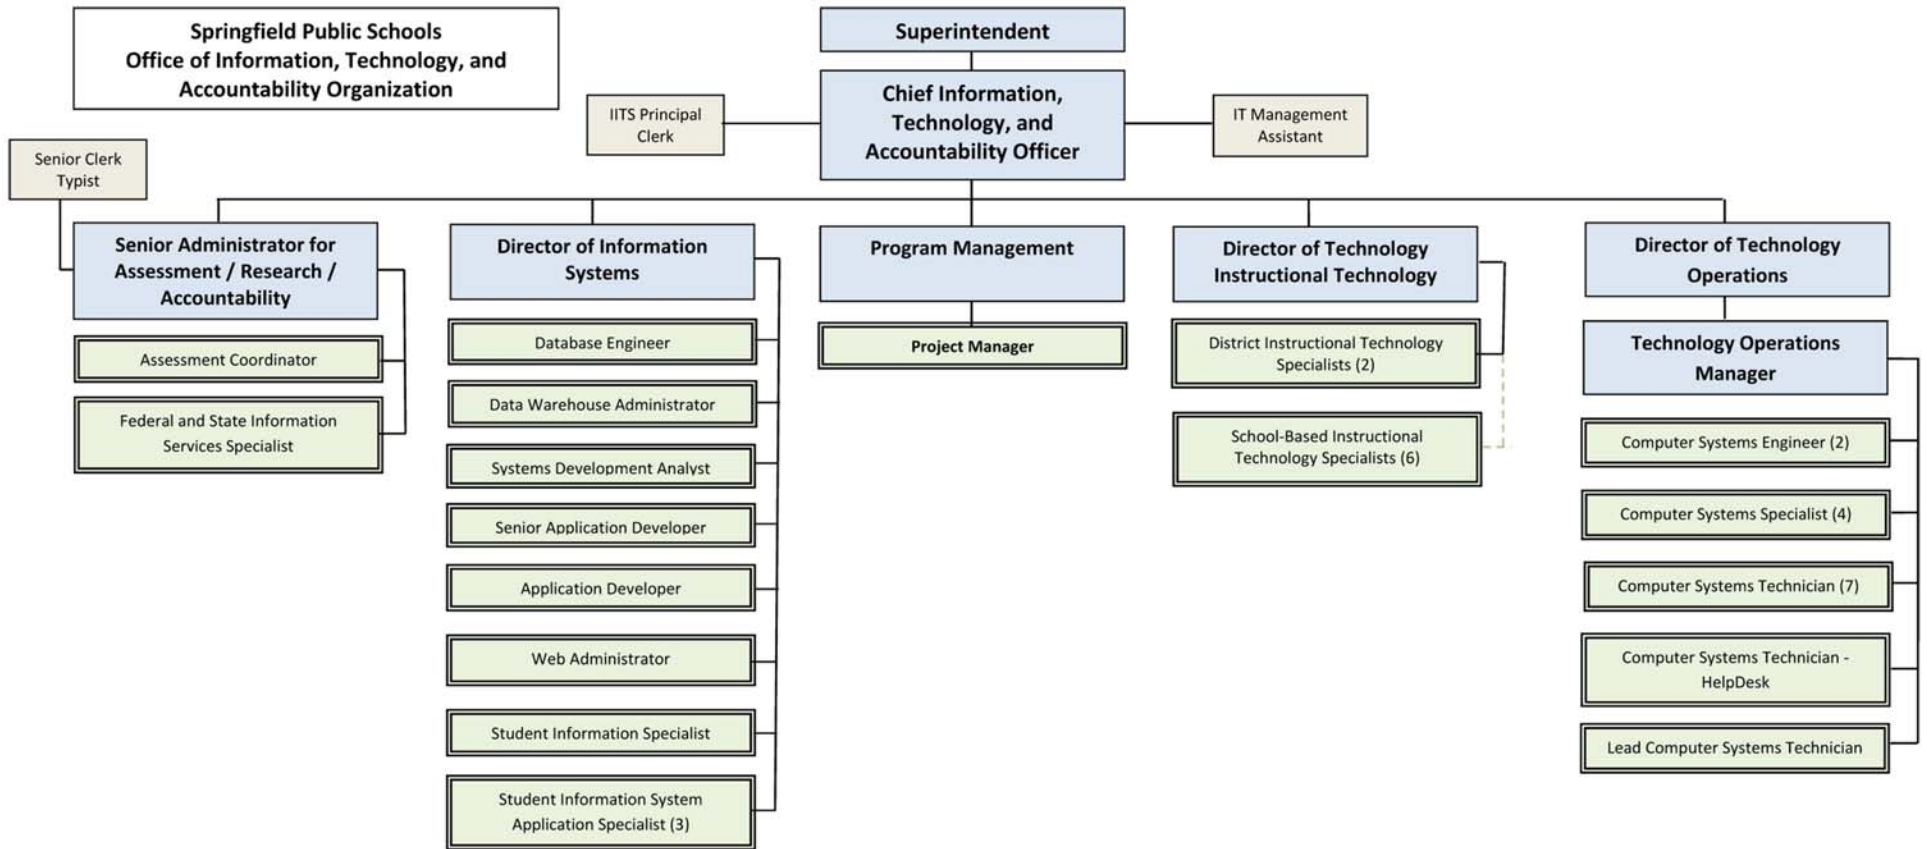 Springfield Public Schools
Office of Information, Technology, and
Accountability Organization
Superintendent
Chief Information,
Technology, and
Accountability Officer
IITS Principal
Clerk
IT Management
Assistant
Senior Clerk
Typist
Senior Administrator for
Assessment / Research /
Accountability
Assessment Coordinator
Federal and State Information
Services Specialist
Director of Information
Systems
Database Engineer
Data Warehouse Administrator
Systems Development Analyst
Senior Application Developer
Application Developer
Web Administrator
Student Information Specialist
Student Information System
Application Specialist (3)
Program Management
Project Manager
Director of Technology
Instructional Technology
District Instructional Technology
Specialists (2)
School-Based Instructional
Technology Specialists (6)
Director of Technology
Operations
Technology Operations
Manager
Computer Systems Engineer (2)
Computer Systems Specialist (4)
Computer Systems Technician (7)
Computer Systems Technician -
HelpDesk
Lead Computer Systems Technician